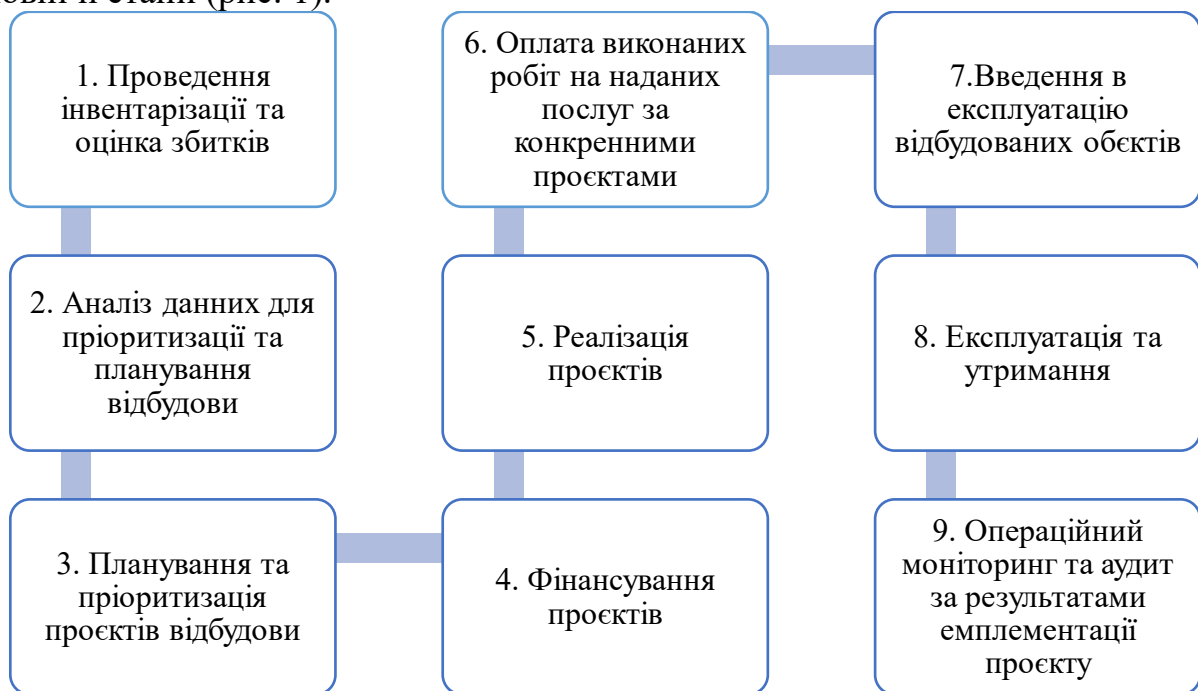 (рис. 1).
1. Проведення
інвентарізації та
оцінка збитків
2. Аналіз данних для
пріоритизації та
планування
відбудови
3. Планування та
пріоритизація
проєктів відбудови
4. Фінансування
проєктів
5. Реалізація
проєктів
6. Оплата виконаних
робіт на наданих
послуг за
конкренними
проєктами
7.Введення в
експлуатацію
відбудованих обєктів
8. Експлуатація та
утримання
9. Операційний
моніторинг та аудит
за результатами
емплементації
проєкту